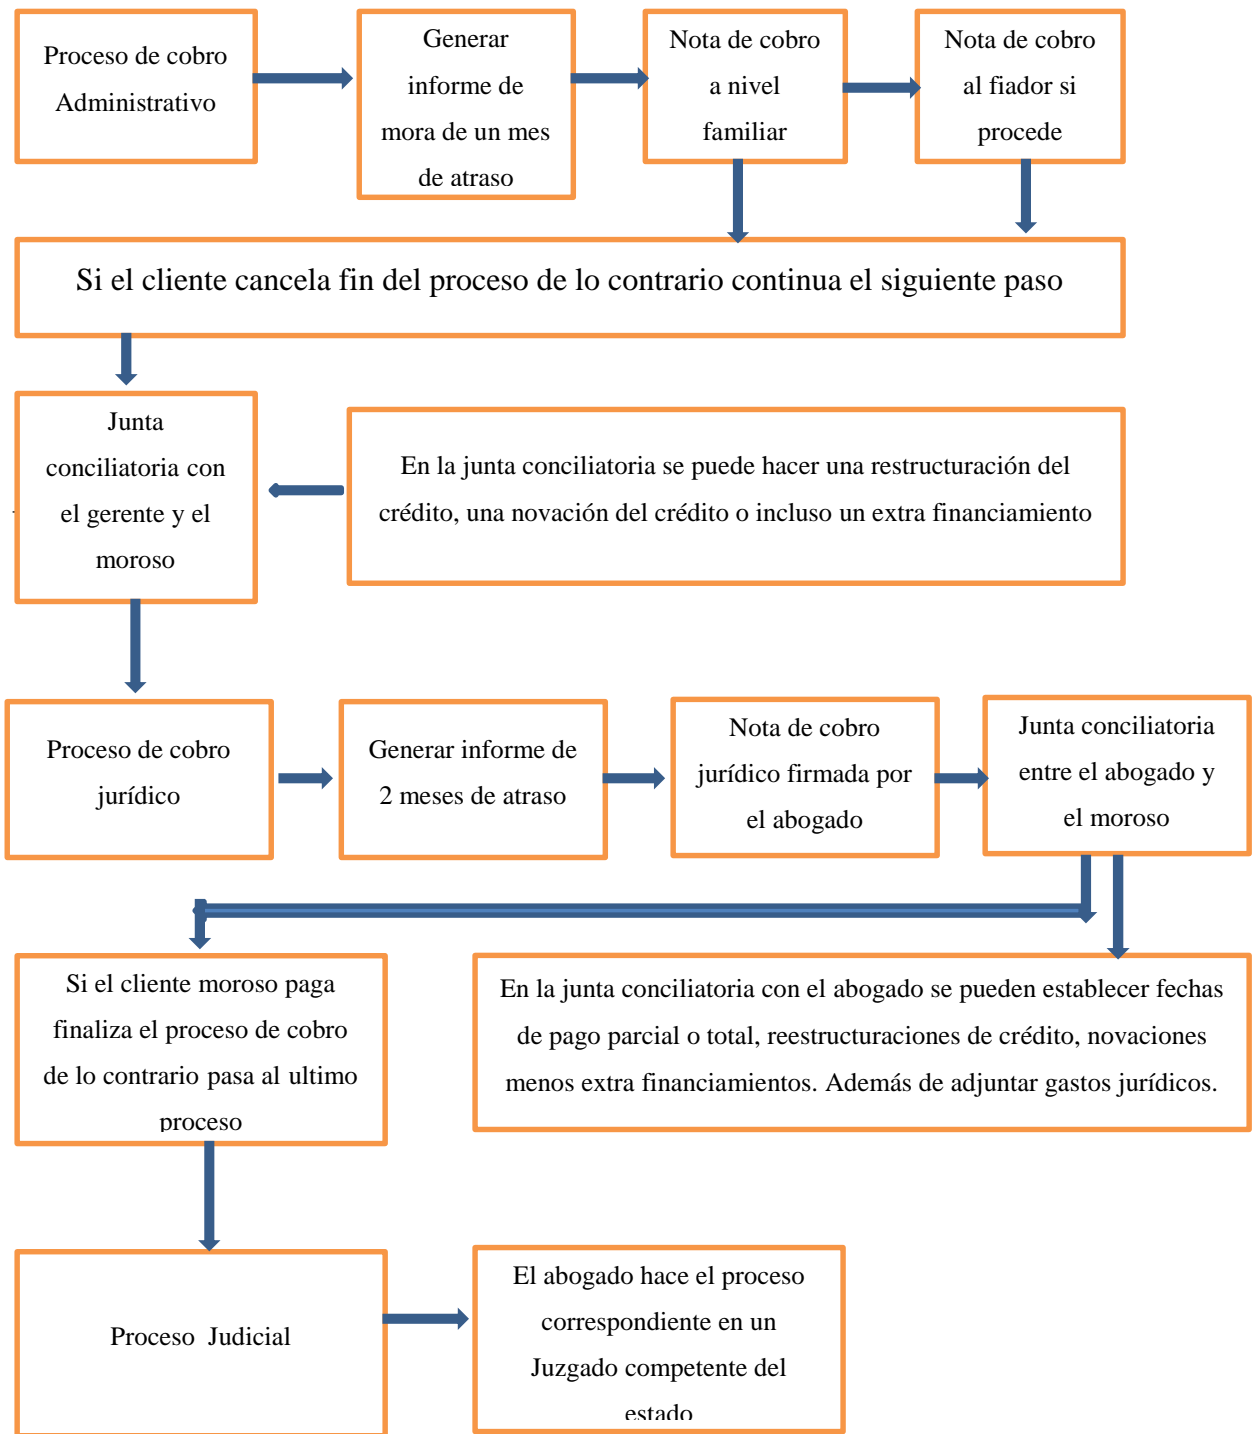 Proceso de cobro
Administrativo
Generar
informe de
mora de un mes
de atraso
Nota de cobro
a nivel
familiar
Nota de cobro
al fiador si
procede
Si el cliente cancela fin del proceso de lo contrario continua el siguiente paso
Junta
conciliatoria con
el gerente y el
moroso
En la junta conciliatoria se puede hacer una restructuración del
crédito, una novación del crédito o incluso un extra financiamiento
Proceso de cobro
jurídico
Generar informe de
2 meses de atraso
Nota de cobro
jurídico firmada por
el abogado
Junta conciliatoria
entre el abogado y
el moroso
Si el cliente moroso paga
finaliza el proceso de cobro
de lo contrario pasa al ultimo
proceso
En la junta conciliatoria con el abogado se pueden establecer fechas
de pago parcial o total, reestructuraciones de crédito, novaciones
menos extra financiamientos. Además de adjuntar gastos jurídicos.
Proceso Judicial
El abogado hace el proceso
correspondiente en un
Juzgado competente del
estado